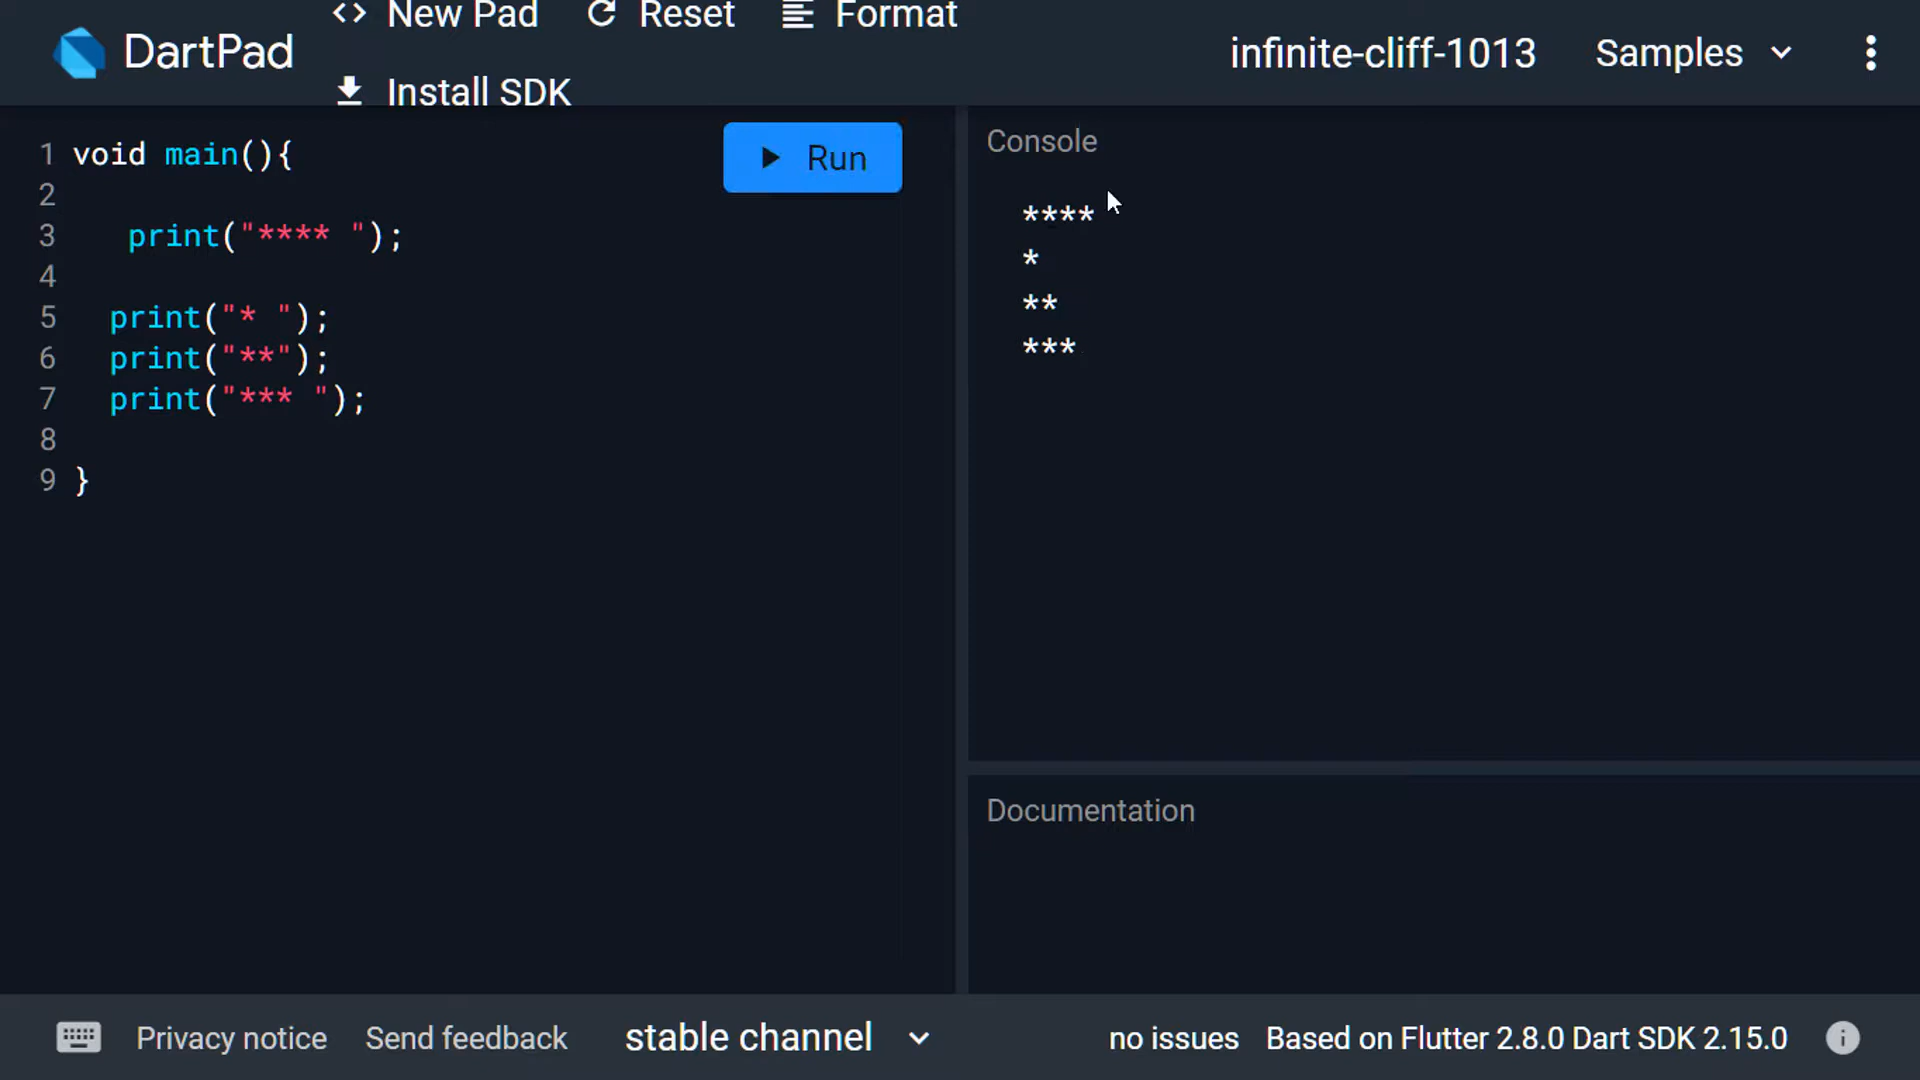 <> New Pad Reset Format
DartPad
Install SDK
infinite-cliff-1013 Samples
1 void main(){
2
3 print("**** ");
4
5 print("* ");
6 print("**");
7 print("*** ");
8
9 }
Run
Console
****
*
**
***
Documentation
Privacy notice Send feedback stable channel no issues Based on Flutter 2.8.0 Dart SDK 2.15.0